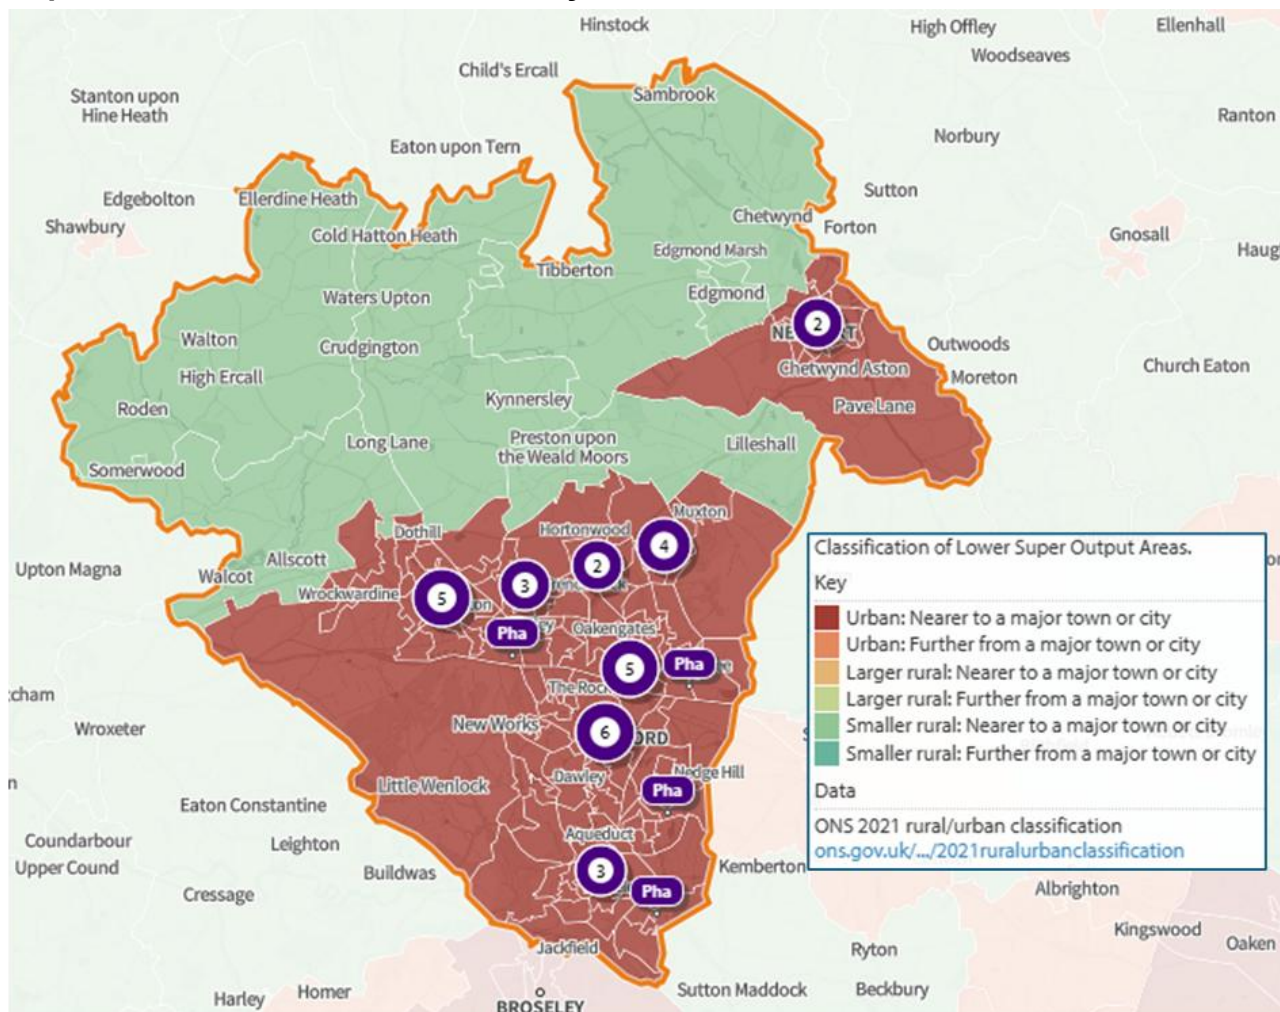 Hinstock
High Offley
Ellenhall
Woodseaves
Child's Ercall
Stanton upon
Hine Heath
Sambrook
Ranton
Norbury
Eaton upon Tern
Sutton
Edgebolton
Ellerdine Heath
Chetwynd
Forton
Shawbury
Cold Hatton Heath
Gnosall
Edgmond Marsh
Haug
Tibberton
Edgmond
Waters Upton
2
Walton
Crudgington
Outwoods
Chetwynd Aston
Church Eaton
High Ercall
Moreton
Kynnersley
Pave Lane
Roden
Long Lane
Preston upon
the Weald Moors
Lilleshall
Somerwood
Muxton
Dothill
Hortonwood
4
Allscott
2
Upton Magna
Walcot
3
Wrockwardine
5
Pha
Oakengates
5
Pha
The Rock
New Works
6
Wroxeter
Dawley
Nedge Hill
Little Wenlock
Pha
Eaton Constantine
Aqueduct
Coundarbour
Leighton
Upper Cound
Buildwas
3
Kemberton
Cressage
Pha
Albrighton
Kingswood
Jackfield
Ryton
Oaken
Harley
Homer
Sutton Maddock
Beckbury
BROSELEY
Classification of Lower Super Output Areas.
Key
Urban: Nearer to a major town or city
Urban: Further from a major town or city
Larger rural: Nearer to a major town or city
Larger rural: Further from a major town or city
Smaller rural: Nearer to a major town or city
Smaller rural: Further from a major town or city
Data
ONS 2021 rural/urban classification
ons.gov.uk/.../2021ruralurbanclassification